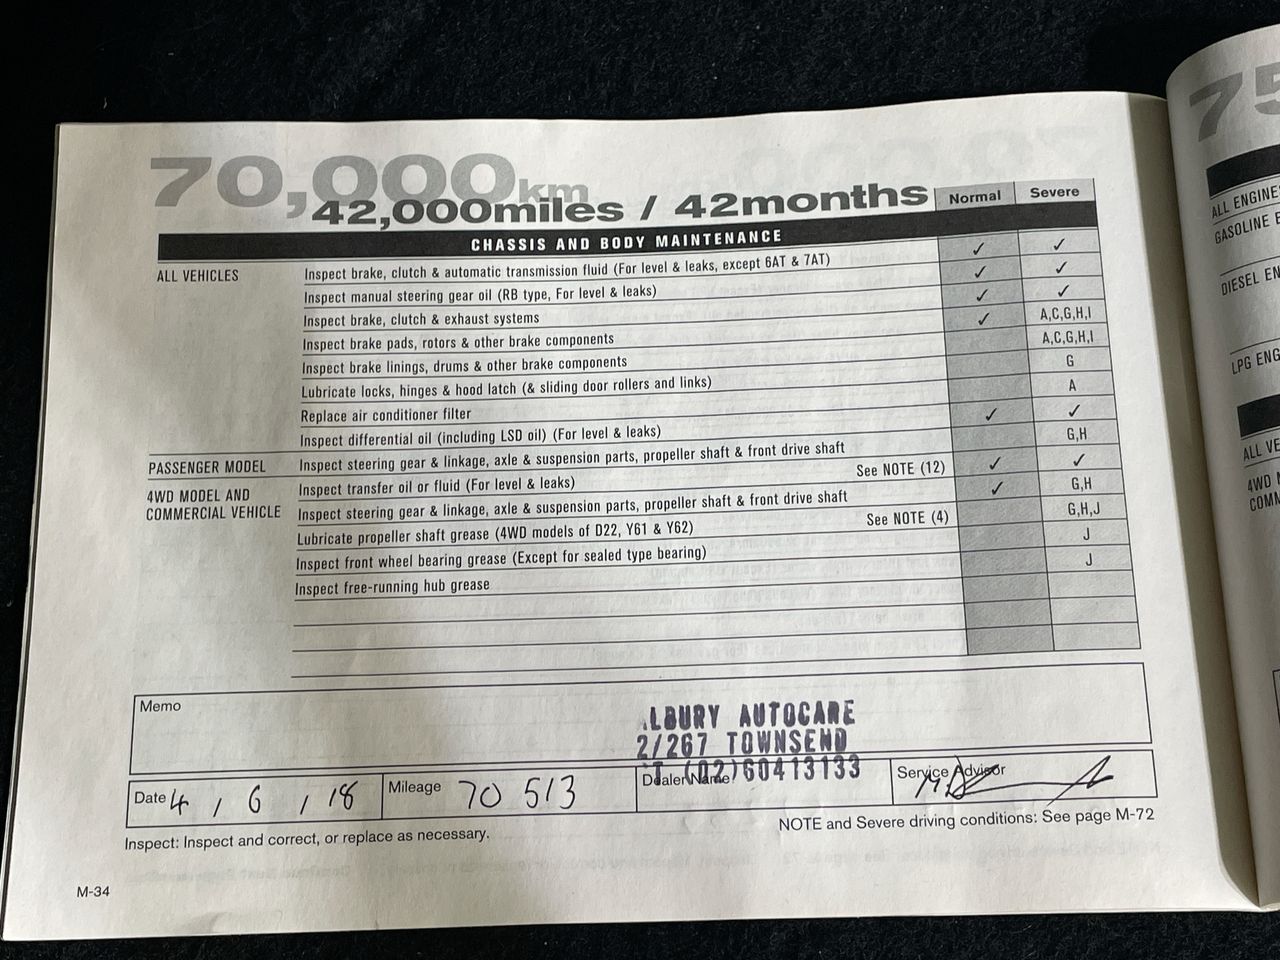 70,000km
42,000miles / 42months
Normal Severe
CHASSIS AND BODY MAINTENANCE
ALL VEHICLES Inspect brake, clutch & automatic transmission fluid (For level & leaks, except 6AT & 7AT) ✓ ✓
Inspect manual steering gear oil (RB type, For level & leaks) ✓ ✓
Inspect brake, clutch & exhaust systems ✓ ✓
Inspect brake pads, rotors & other brake components ✓ A,C,G,H,I
Inspect brake linings, drums & other brake components A,C,G,H,I
Lubricate locks, hinges & hood latch (& sliding door rollers and links) G
Replace air conditioner filter A
Inspect differential oil (including LSD oil) (For level & leaks) ✓ ✓
PASSENGER MODEL Inspect steering gear & linkage, axle & suspension parts, propeller shaft & front drive shaft G,H
4WD MODEL AND Inspect transfer oil or fluid (For level & leaks) See NOTE (12) ✓ ✓
COMMERCIAL VEHICLE Inspect steering gear & linkage, axle & suspension parts, propeller shaft & front drive shaft ✓ G,H
Lubricate propeller shaft grease (4WD models of D22, Y61 & Y62) See NOTE (4) G,H,J
Inspect front wheel bearing grease (Except for sealed type bearing) J
Inspect free-running hub grease J
Memo
LBURY AUTOCARE
2/267 TOWNSEND
ST (02)60413133
Date 4 / 6 / 18 Mileage 70 513 Dealer Name Service Advisor
Inspect: Inspect and correct, or replace as necessary.
NOTE and Severe driving conditions: See page M-72
M-34
75
ALL ENGINE
GASOLINE E
DIESEL EN
LPG ENG
ALL VE
4WD
COM